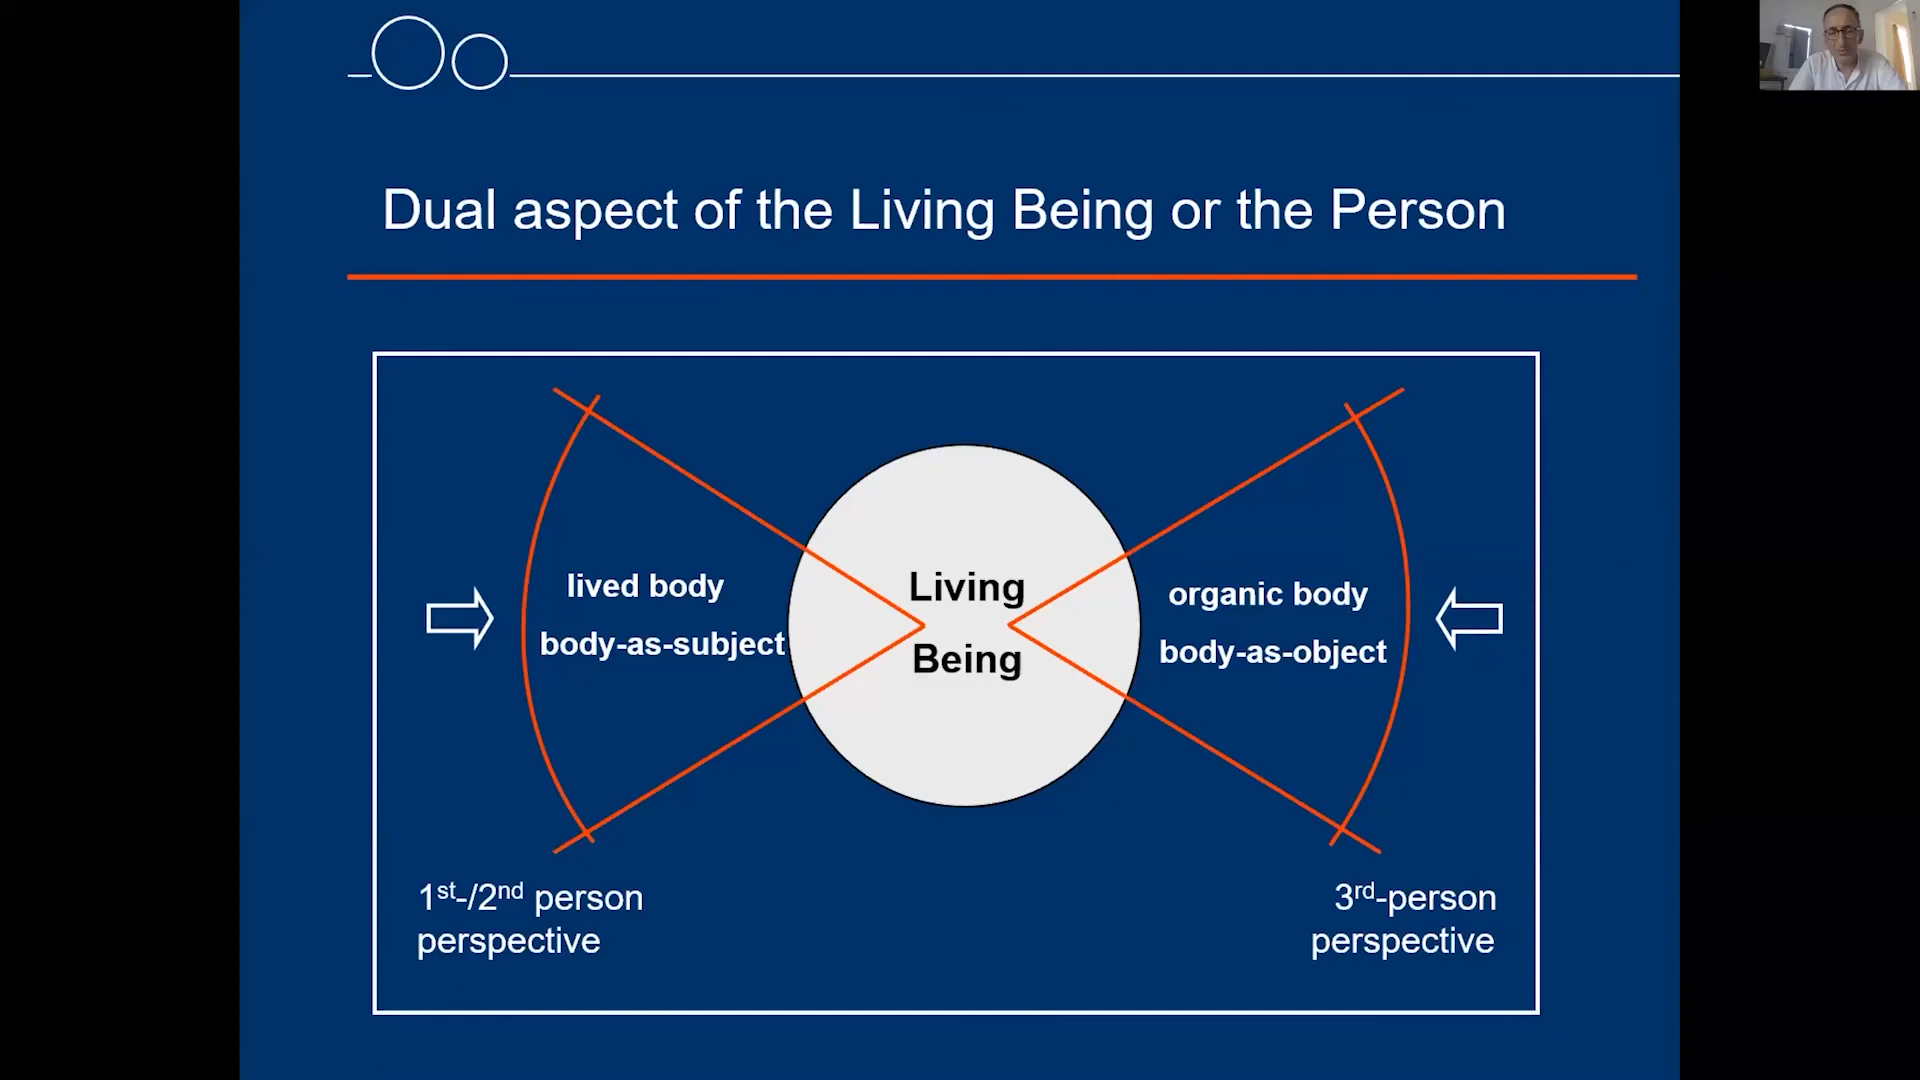 Dual aspect of the Living Being or the Person
lived body
body-as-subject
Living
Being
organic body
body-as-object
1st-/2nd person
perspective
3rd-person
perspective